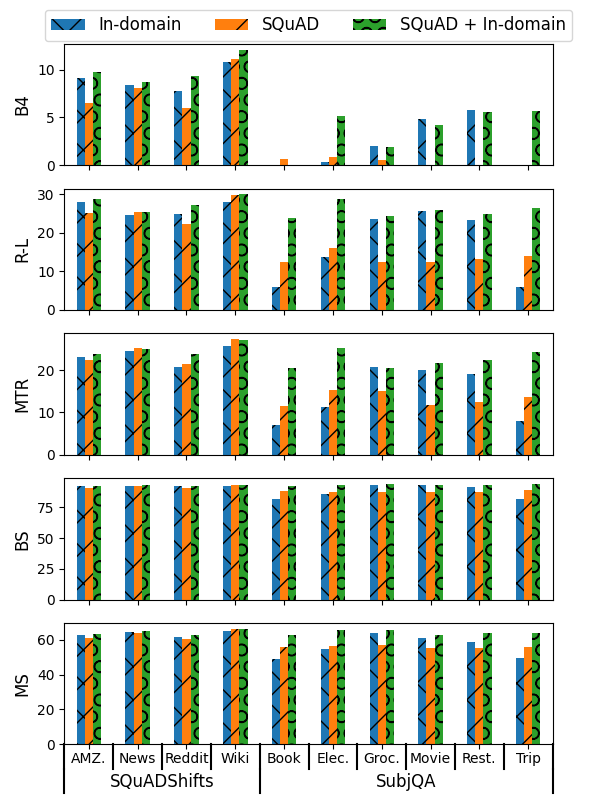 In-domain SQuAD SQuAD + In-domain
B4
10
5
0
R-L
30
20
10
0
MTR
20
10
0
BS
75
50
25
0
MS
60
40
20
0
AMZ. News Reddit Wiki Book Elec. Groc. Movie Rest. Trip
SQuADShifts SubjQA